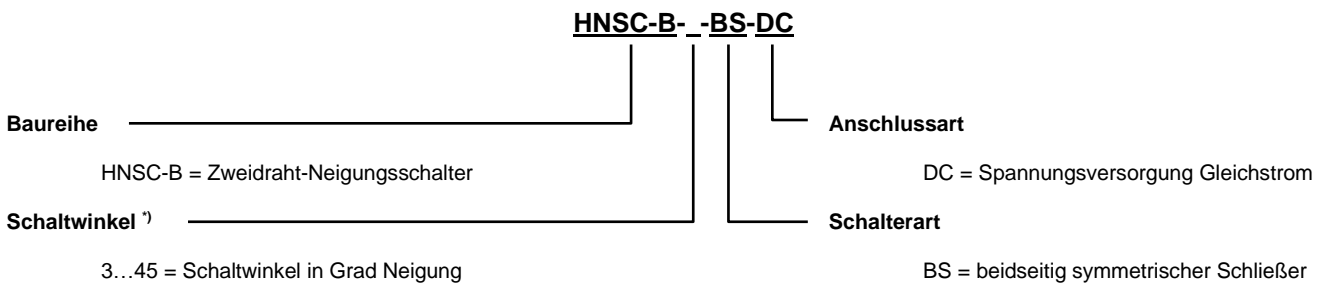 HNSC-B-_-BS-DC
Baureihe
HNSC-B = Zweidraht-Neigungsschalter
Schaltwinkel *)
3…45 = Schaltwinkel in Grad Neigung
Anschlussart
DC = Spannungsversorgung Gleichstrom
Schalterart
BS = beidseitig symmetrischer Schließer